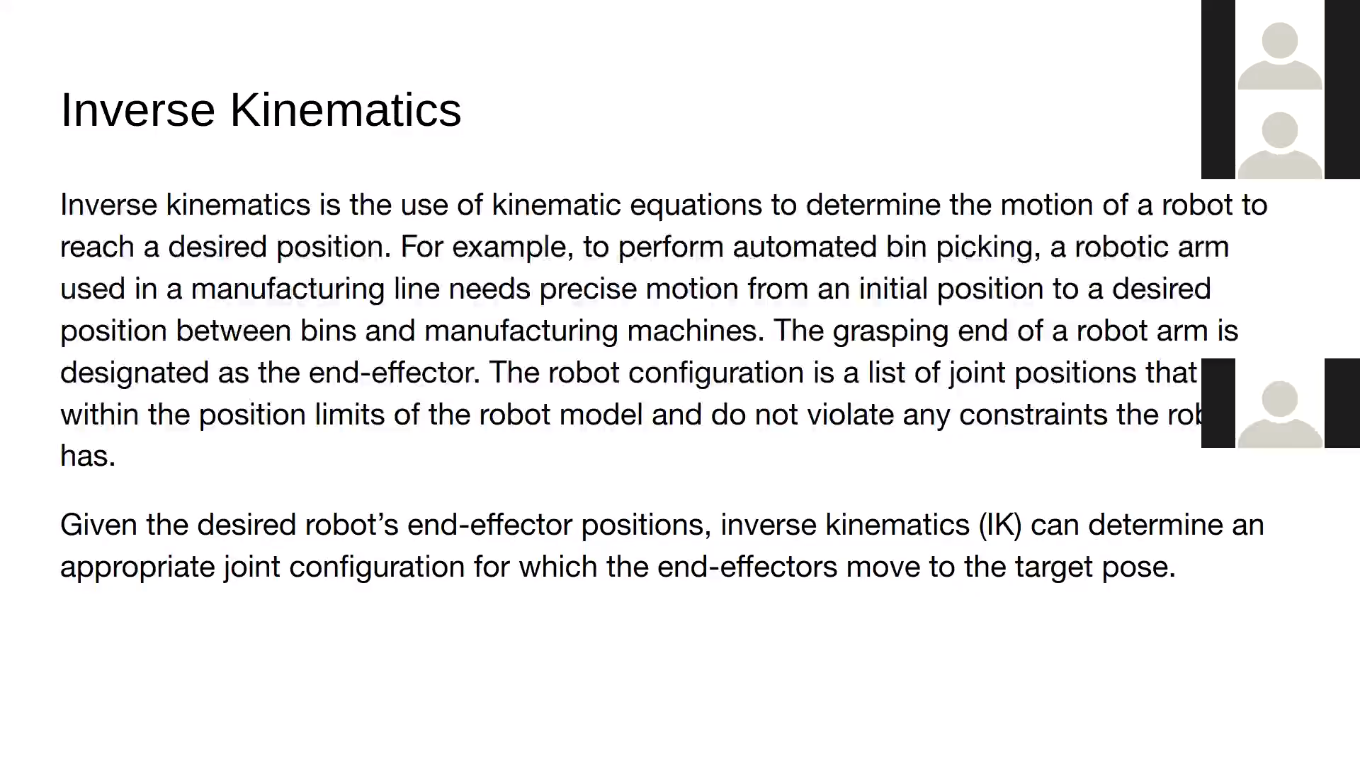 Inverse Kinematics
Inverse kinematics is the use of kinematic equations to determine the motion of a robot to
reach a desired position. For example, to perform automated bin picking, a robotic arm
used in a manufacturing line needs precise motion from an initial position to a desired
position between bins and manufacturing machines. The grasping end of a robot arm is
designated as the end-effector. The robot configuration is a list of joint positions that
within the position limits of the robot model and do not violate any constraints the
has.
Given the desired robot’s end-effector positions, inverse kinematics (IK) can determine an
appropriate joint configuration for which the end-effectors move to the target pose.